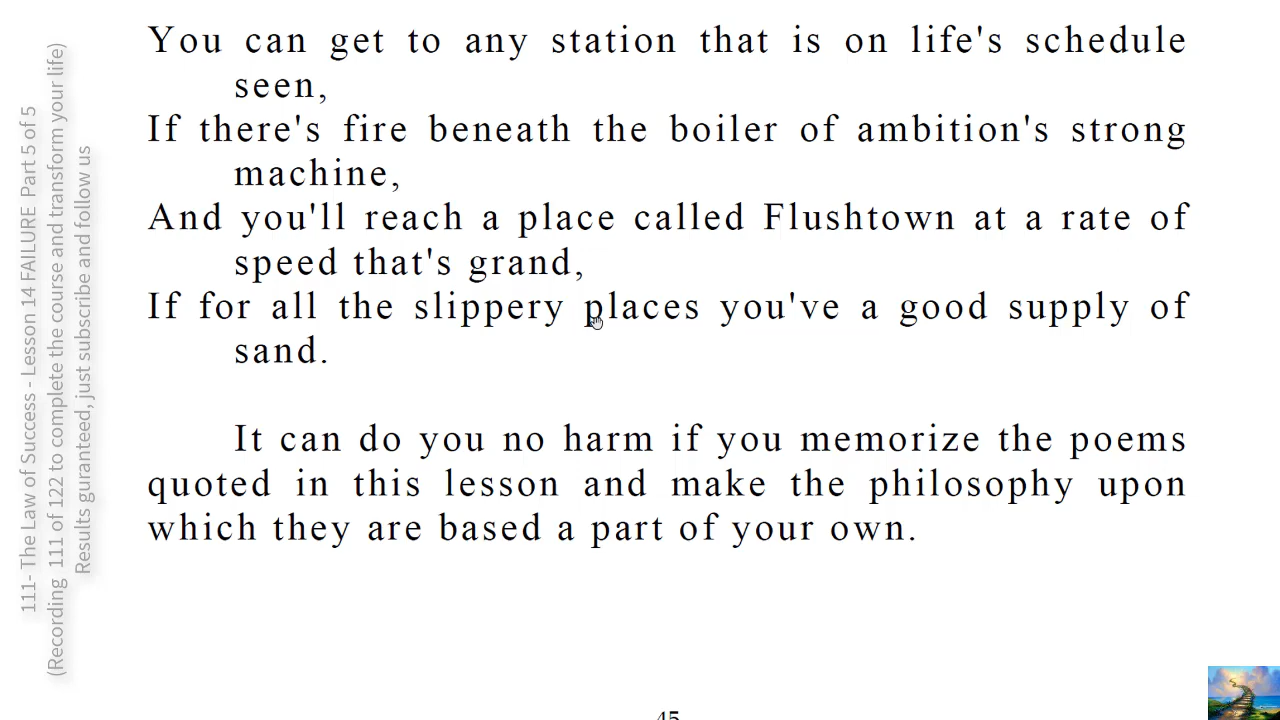 You can get to any station that is on life's schedule
seen,
If there's fire beneath the boiler of ambition's strong
machine,
And you'll reach a place called Flushtown at a rate of
speed that's grand,
If for all the slippery places you've a good supply of
sand.
It can do you no harm if you memorize the poems
quoted in this lesson and make the philosophy upon
which they are based a part of your own.
45
111- The Law of Success - Lesson 14 FAILURE Part 5 of 5
(Recording 111 of 122 to complete the course and transform your life)
Results guranteed, just subscribe and follow us